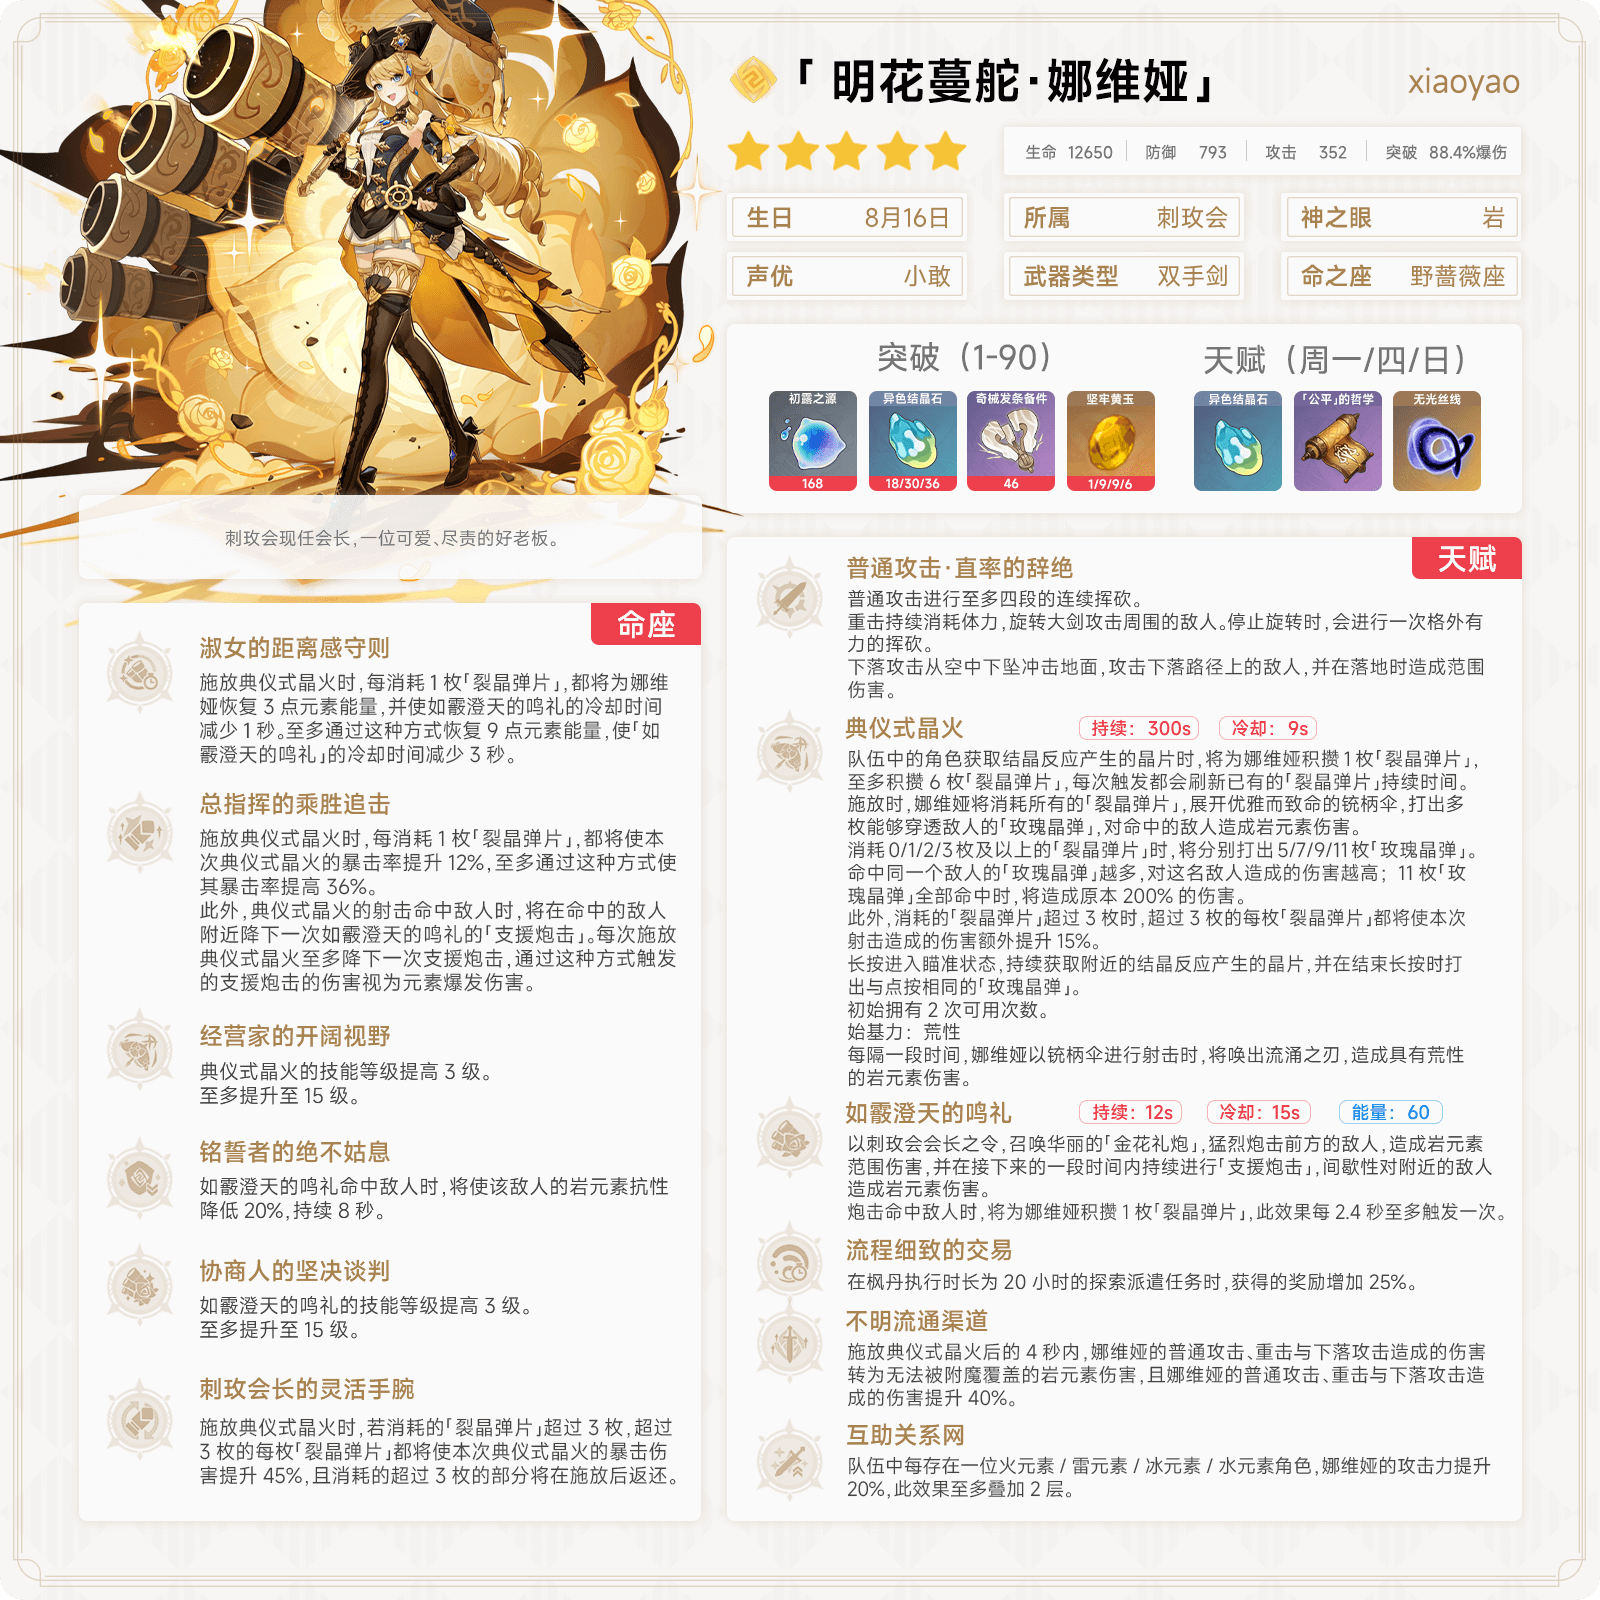 「明花蔓舵·娜维娅」
xiaoyao
生命 12650 防御 793 攻击 352 突破 88.4%爆伤
生日 8月16日
所属 刺玫会
神之眼 岩
声优 小敢
武器类型 双手剑
命之座 野蔷薇座
突破（1-90）
初露之源 异色结晶石 奇械发条备件 坚牢黄玉
168 18/30/36 46 1/9/9/6
天赋（周一/四/日）
异色结晶石 「公平」的哲学 无光丝线
刺玫会现任会长，一位可爱、尽责的好老板。
命座
淑女的距离感守则
施放典仪式晶火时，每消耗 1 枚「裂晶弹片」，都将为娜维
娅恢复 3 点元素能量，并使如霰澄天的鸣礼的冷却时间
减少 1 秒。至多通过这种方式恢复 9 点元素能量，使「如
霰澄天的鸣礼」的冷却时间减少 3 秒。
总指挥的乘胜追击
施放典仪式晶火时，每消耗 1 枚「裂晶弹片」，都将使本
次典仪式晶火的暴击率提升 12%，至多通过这种方式使
其暴击率提高 36%。
此外，典仪式晶火的射击命中敌人时，将在命中的敌人
附近降下一次如霰澄天的鸣礼的「支援炮击」。每次施放
典仪式晶火至多降下一次支援炮击，通过这种方式触发
的支援炮击的伤害视为元素爆发伤害。
经营家的开阔视野
典仪式晶火的技能等级提高 3 级。
至多提升至 15 级。
铭誓者的绝不姑息
如霰澄天的鸣礼命中敌人时，将使该敌人的岩元素抗性
降低 20%，持续 8 秒。
协商人的坚决谈判
如霰澄天的鸣礼的技能等级提高 3 级。
至多提升至 15 级。
刺玫会长的灵活手腕
施放典仪式晶火时，若消耗的「裂晶弹片」超过 3 枚，超过
3 枚的每枚「裂晶弹片」都将使本次典仪式晶火的暴击伤
害提升 45%，且消耗的超过 3 枚的部分将在施放后返还。
天赋
普通攻击·直率的辞绝
普通攻击进行至多四段的连续挥砍。
重击持续消耗体力，旋转大剑攻击周围的敌人。停止旋转时，会进行一次格外有
力的挥砍。
下落攻击从空中下坠冲击地面，攻击下落路径上的敌人，并在落地时造成范围
伤害。
典仪式晶火 持续：300s 冷却：9s
队伍中的角色获取结晶反应产生的晶片时，将为娜维娅积攒 1 枚「裂晶弹片」，
至多积攒 6 枚「裂晶弹片」，每次触发都会刷新已有的「裂晶弹片」持续时间。
施放时，娜维娅将消耗所有的「裂晶弹片」，展开优雅而致命的铳柄伞，打出多
枚能够穿透敌人的「玫瑰晶弹」，对命中的敌人造成岩元素伤害。
消耗 0/1/2/3 枚及以上的「裂晶弹片」时，将分别打出 5/7/9/11 枚「玫瑰晶弹」。
命中同一个敌人的「玫瑰晶弹」越多，对这名敌人造成的伤害越高；11 枚「玫
瑰晶弹」全部命中时，将造成原本 200% 的伤害。
此外，消耗的「裂晶弹片」超过 3 枚时，超过 3 枚的每枚「裂晶弹片」都将使本次
射击造成的伤害额外提升 15%。
长按进入瞄准状态，持续获取附近的结晶反应产生的晶片，并在结束长按时打
出与点按相同的「玫瑰晶弹」。
初始拥有 2 次可用次数。
始基力：荒性
每隔一段时间，娜维娅以铳柄伞进行射击时，将唤出流涌之刃，造成具有荒性
的岩元素伤害。
如霰澄天的鸣礼 持续：12s 冷却：15s 能量：60
以刺玫会会长之令，召唤华丽的「金花礼炮」，猛烈炮击前方的敌人，造成岩元素
范围伤害，并在接下来的一段时间内持续进行「支援炮击」，间歇性对附近的敌人
造成岩元素伤害。
炮击命中敌人时，将为娜维娅积攒 1 枚「裂晶弹片」，此效果每 2.4 秒至多触发一次。
流程细致的交易
在枫丹执行时长为 20 小时的探索派遣任务时，获得的奖励增加 25%。
不明流通渠道
施放典仪式晶火后的 4 秒内，娜维娅的普通攻击、重击与下落攻击造成的伤害
转为无法被附魔覆盖的岩元素伤害，且娜维娅的普通攻击、重击与下落攻击造
成的伤害提升 40%。
互助关系网
队伍中每存在一位火元素 / 雷元素 / 冰元素 / 水元素角色，娜维娅的攻击力提升
20%，此效果至多叠加 2 层。